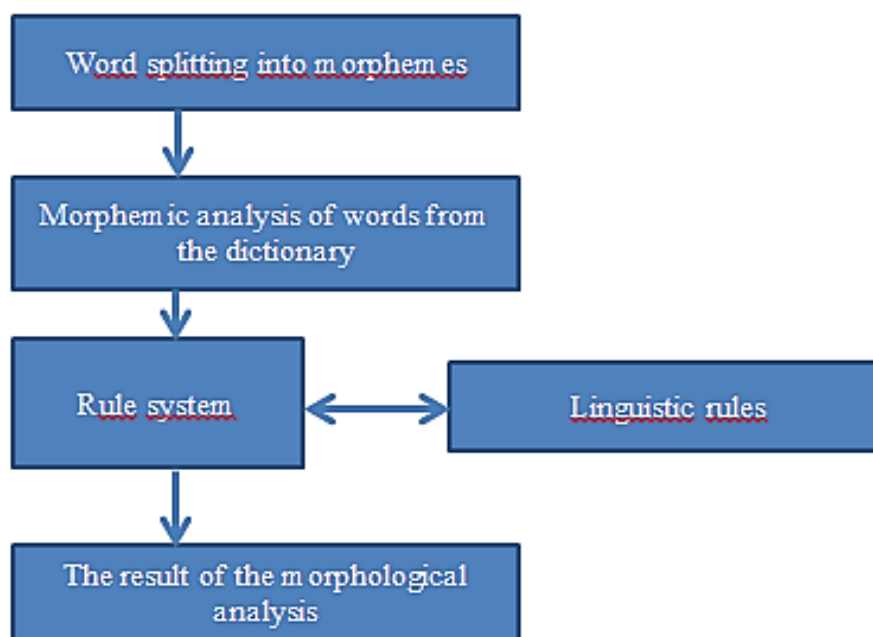 Word splitting into morphemes
Morphemic analysis of words from
the dictionary
Rule system
Linguistic rules
The result of the morphological
analysis